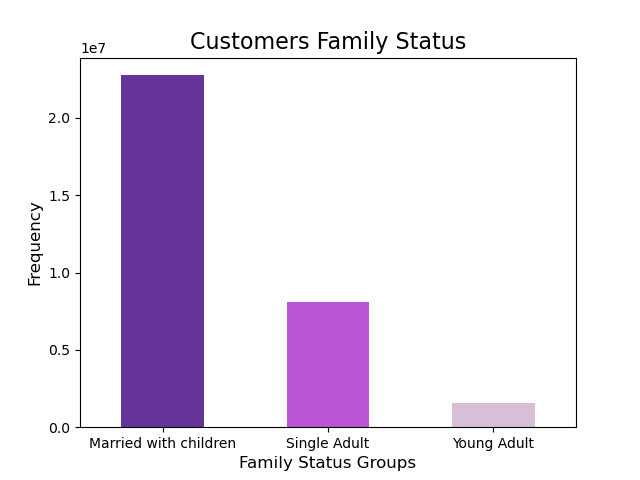 Customers Family Status
1e7
2.0
1.5
1.0
0.5
0.0
Frequency
Married with children Single Adult Young Adult
Family Status Groups